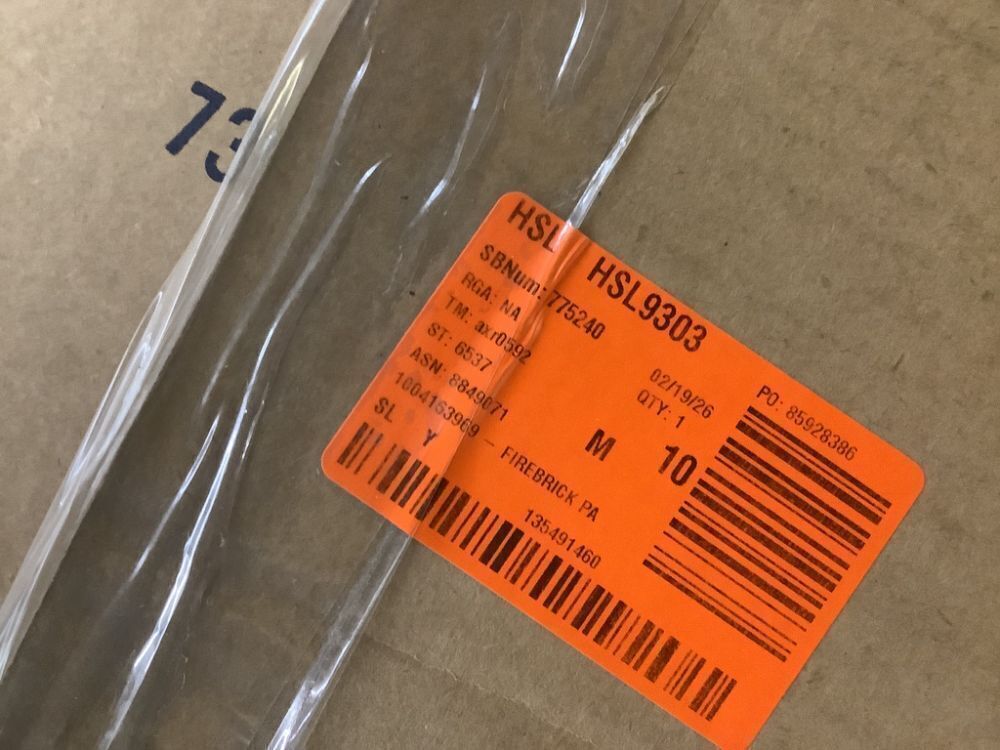 73
HSL HSL9303
SBNum: 775240
RGA: NA
TM: axr0592
ST: 6537
ASN: 8849071
1004153969 - FIREBRICK PA
SL Y M 10
02/19/26
QTY: 1
PO: 85928386
135491460